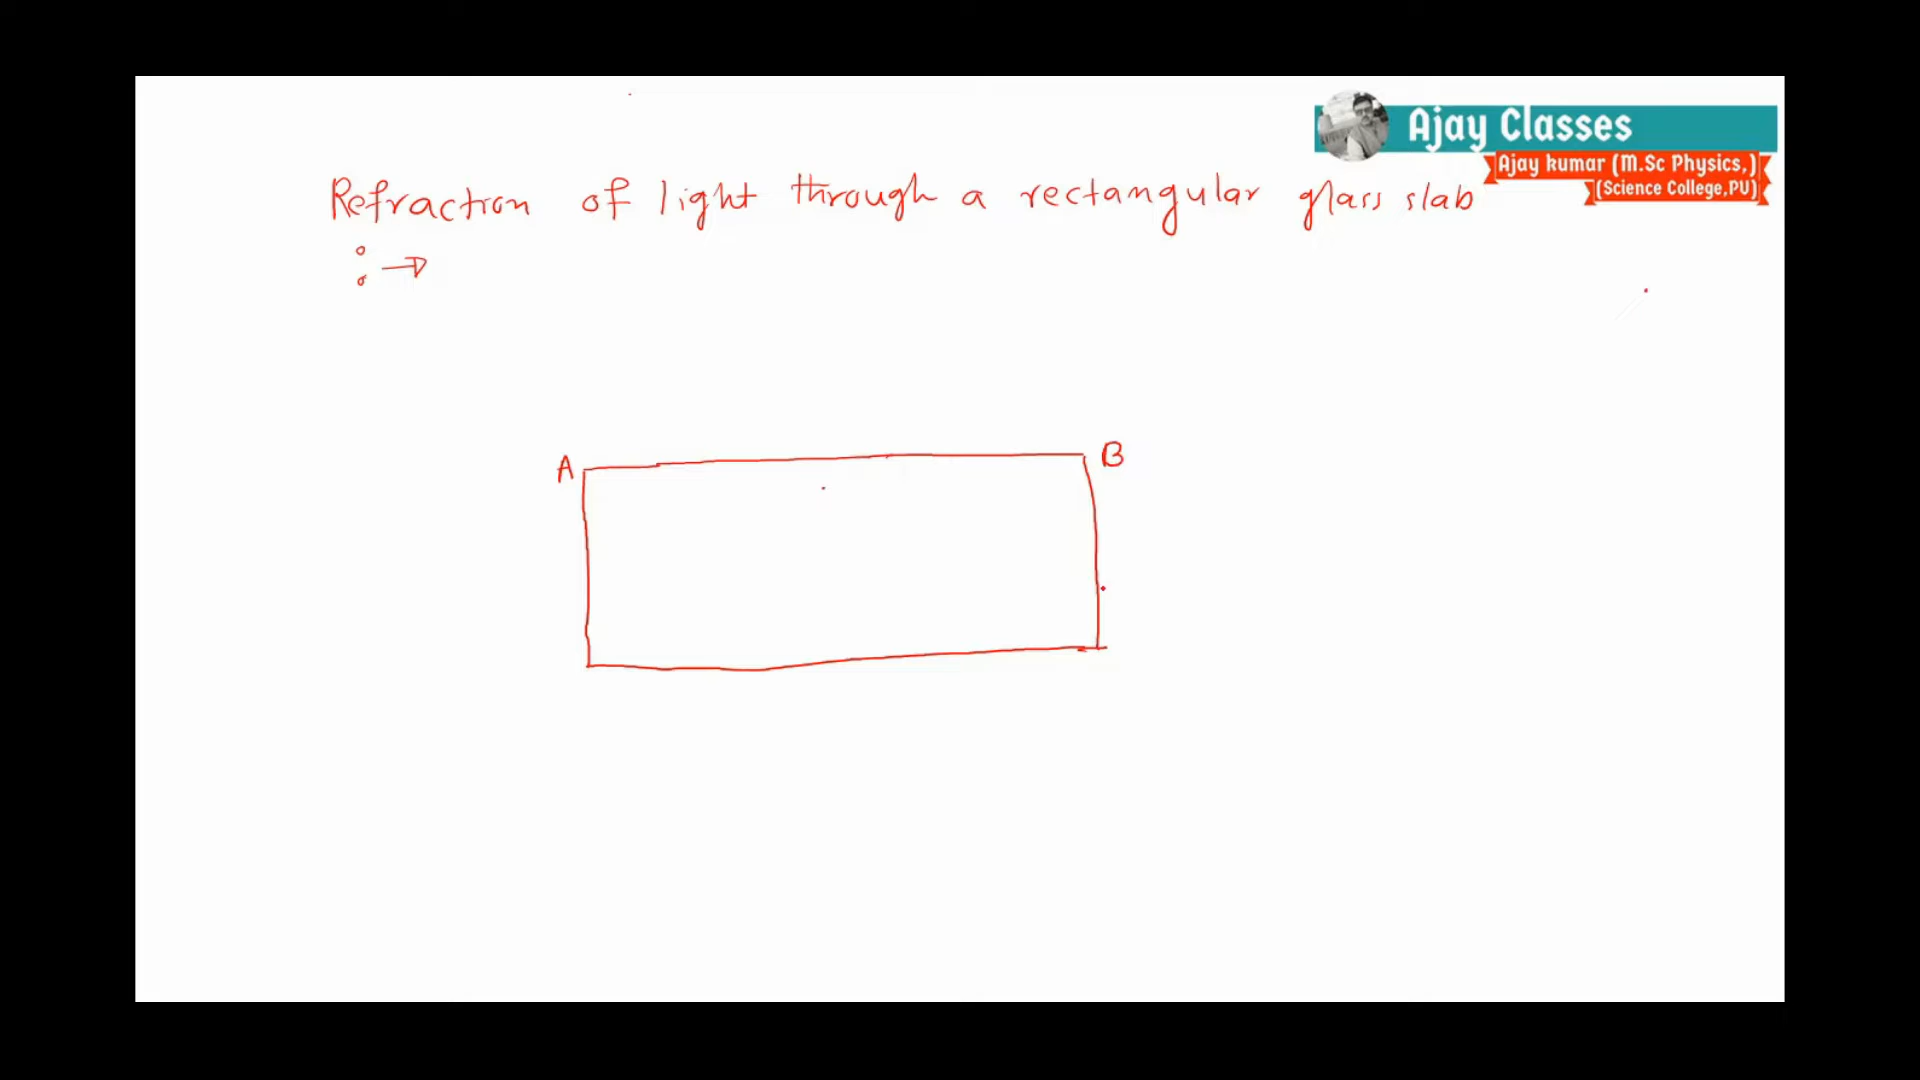 Ajay Classes
Ajay kumar (M.Sc Physics,)
(Science College,PU)
Refraction of light through a rectangular glass slab
:→
A
B